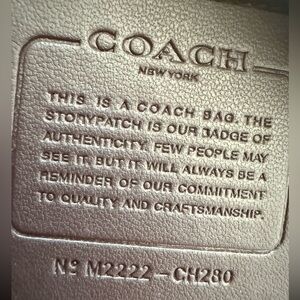 COACH
NEW YORK
THIS IS A COACH BAG. THE
STORYPATCH IS OUR BADGE OF
AUTHENTICITY. FEW PEOPLE MAY
SEE IT BUT IT WILL ALWAYS BE A
REMINDER OF OUR COMMITMENT
TO QUALITY AND CRAFTSMANSHIP.
Nº M2222-CH280